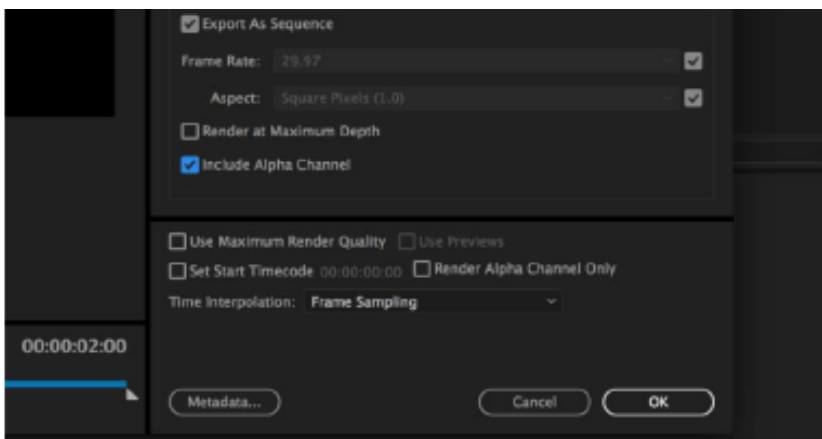 Export As Sequence
Frame Rate: 29.97
Aspect: Square Pixels (1.0)
Render at Maximum Depth
Include Alpha Channel
Use Maximum Render Quality Use Previews
Set Start Timecode 00:00:00:00 Render Alpha Channel Only
Time Interpolation: Frame Sampling
00:00:02:00
Metadata... Cancel OK